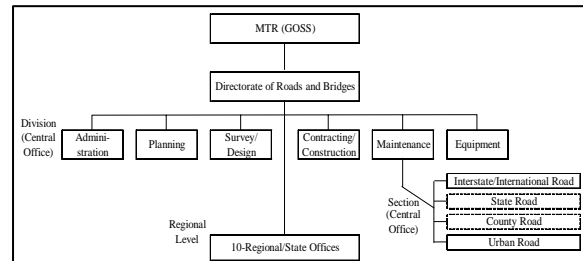 MTR (GOSS)
Directorate of Roads and Bridges
Division
(Central
Office)
Admini-
stration
Planning
Survey/
Design
Contracting/
Construction
Maintenance
Equipment
Interstate/International Road
Section
(Central
Office)
State Road
County Road
Urban Road
Regional
Level
10-Regional/State Offices